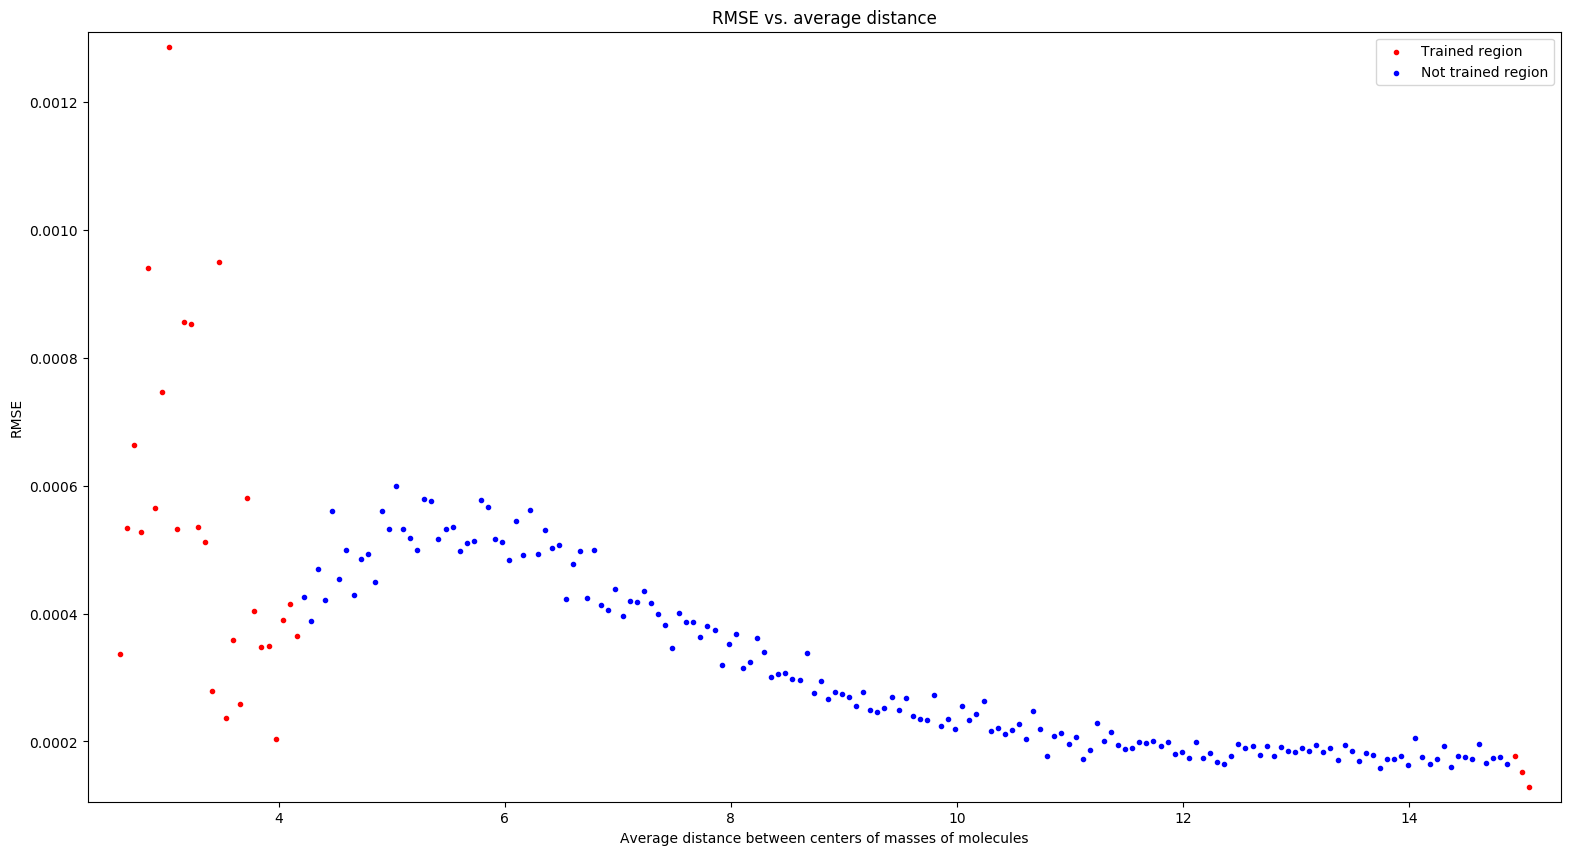 RMSE vs. average distance
Trained region
Not trained region
0.0012
0.0010
0.0008
0.0006
0.0004
0.0002
RMSE
4
6
8
10
12
14
Average distance between centers of masses of molecules